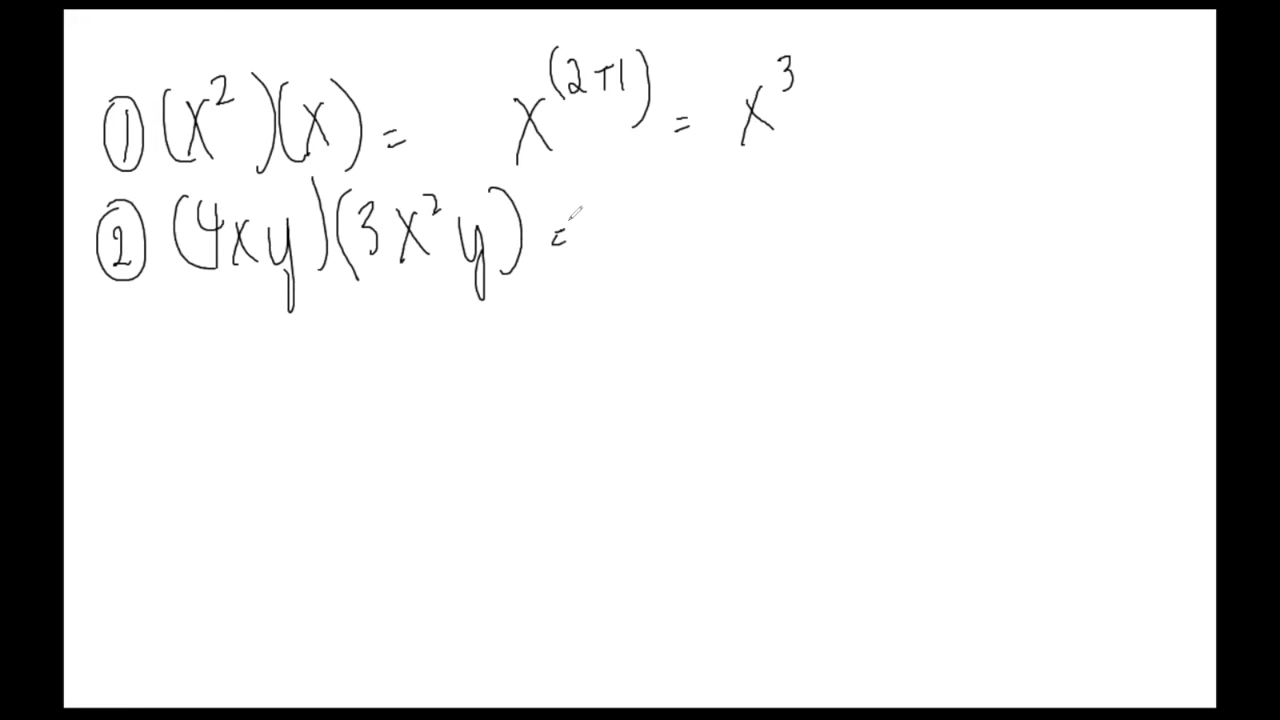 ① (x²)(x) = x⁽²⁺¹⁾ = x³
② (4xy)(3x²y) =